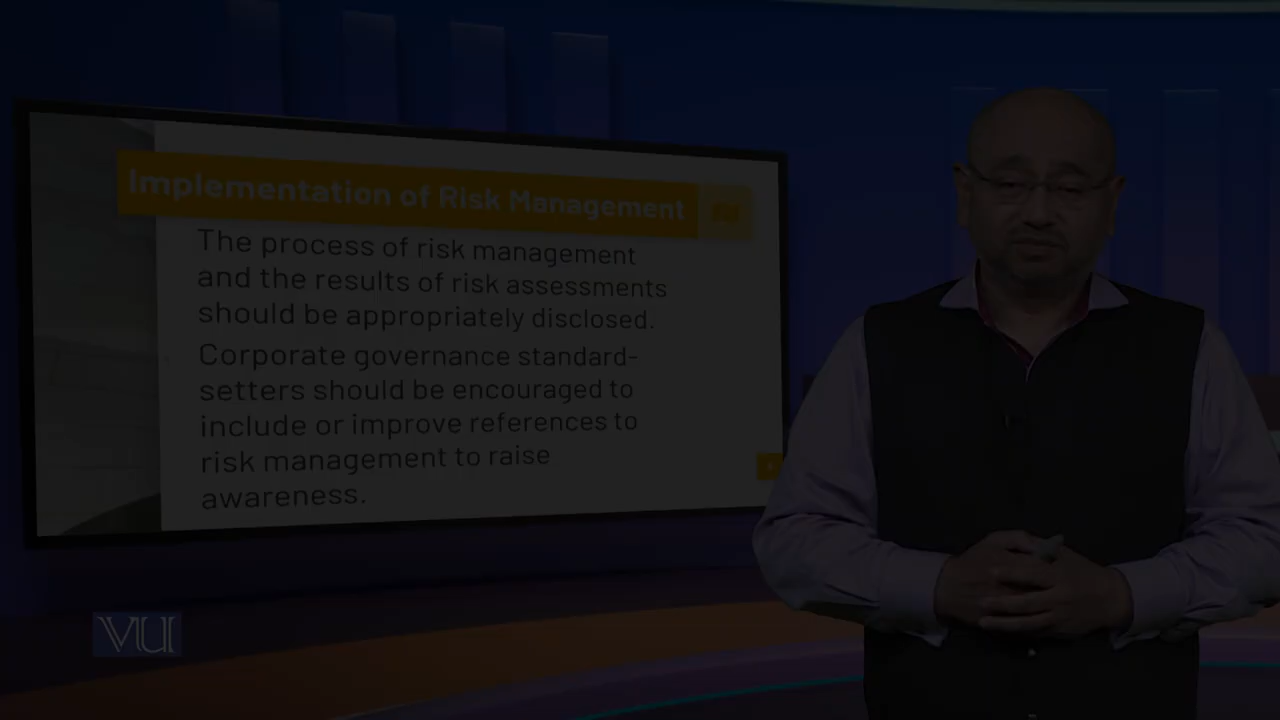 Implementation of Risk Management
The process of risk management
and the results of risk assessments
should be appropriately disclosed.
Corporate governance standard-
setters should be encouraged to
include or improve references to
risk management to raise
awareness.
VU